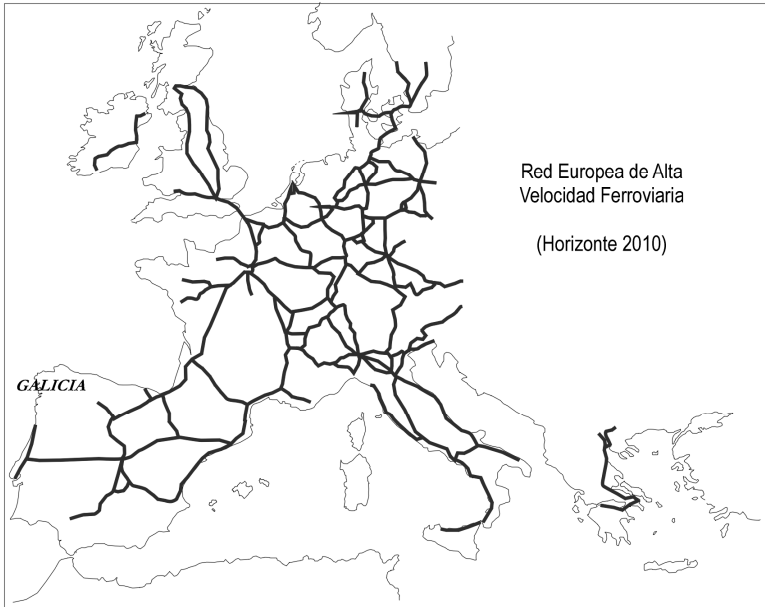 Red Europea de Alta
Velocidad Ferroviaria
(Horizonte 2010)
GALICIA